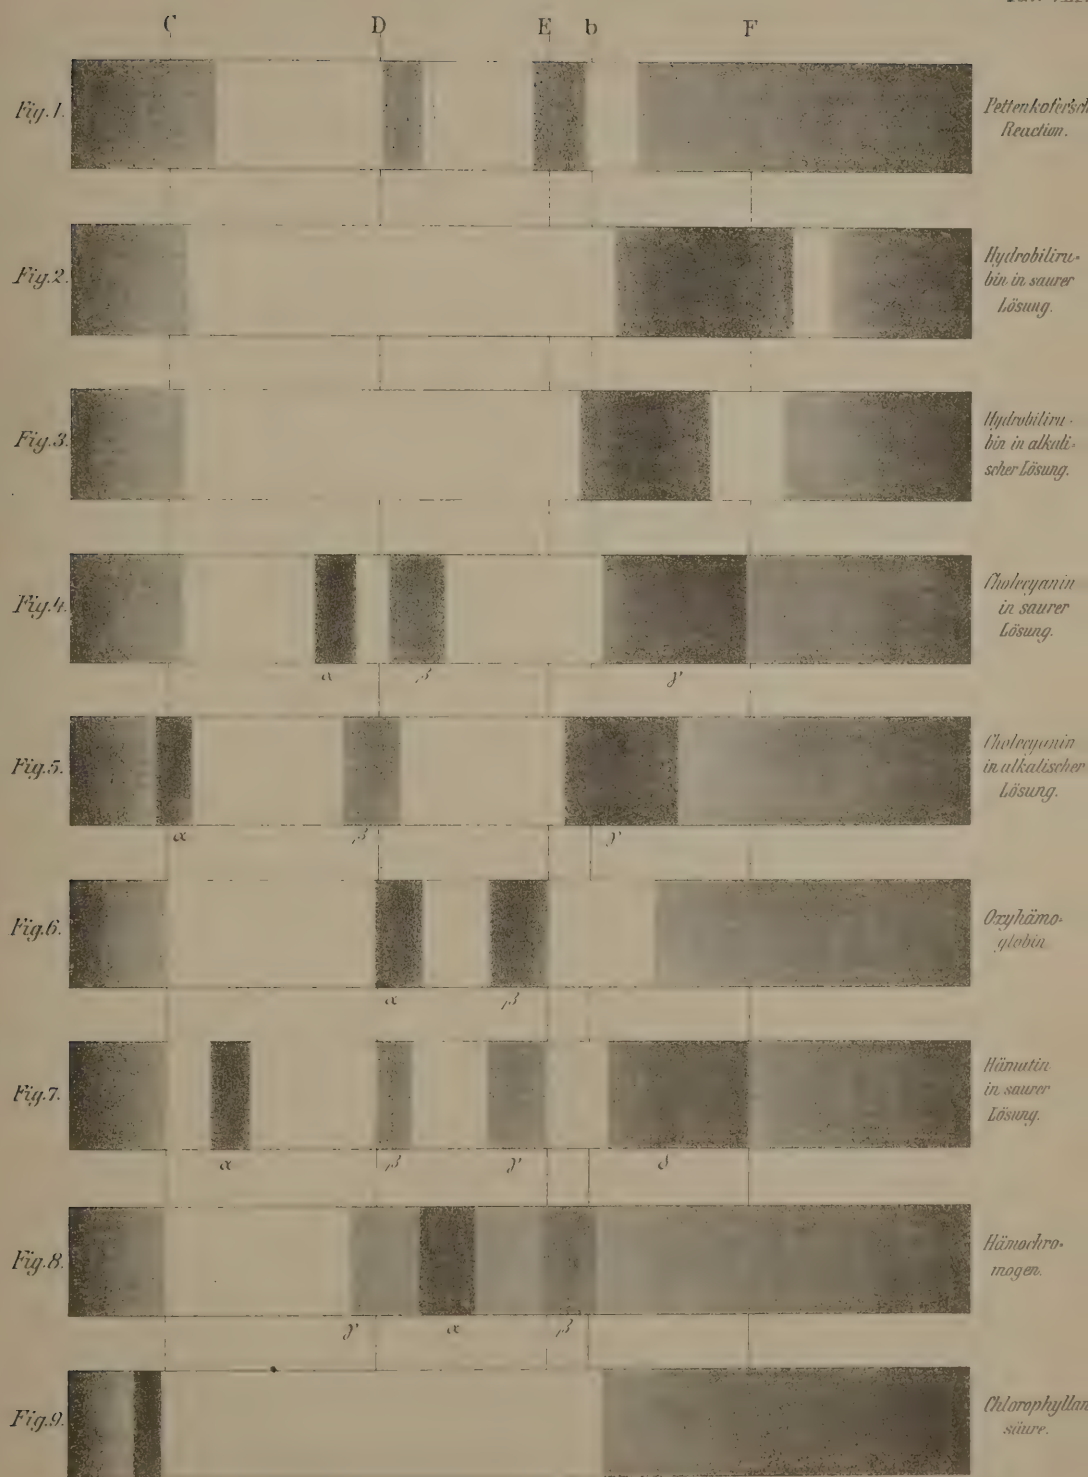 C D E b F
Fig. 1.
Pettenkofer'sch
Reaction.
Fig. 2.
Hydrobiliru-
bin in saurer
Lösung.
Fig. 3.
Hydrobiliru-
bin in alkali-
scher Lösung.
Fig. 4.
Cholecyanin
in saurer
Lösung.
α β γ
Fig. 5.
Cholecyanin
in alkalischer
Lösung.
α β γ
Fig. 6.
Oxyhämo-
globin
α β
Fig. 7.
Hämatin
in saurer
Lösung.
α β γ δ
Fig. 8.
Hämochro-
mogen.
γ α β
Fig. 9.
Chlorophyllan
säure.